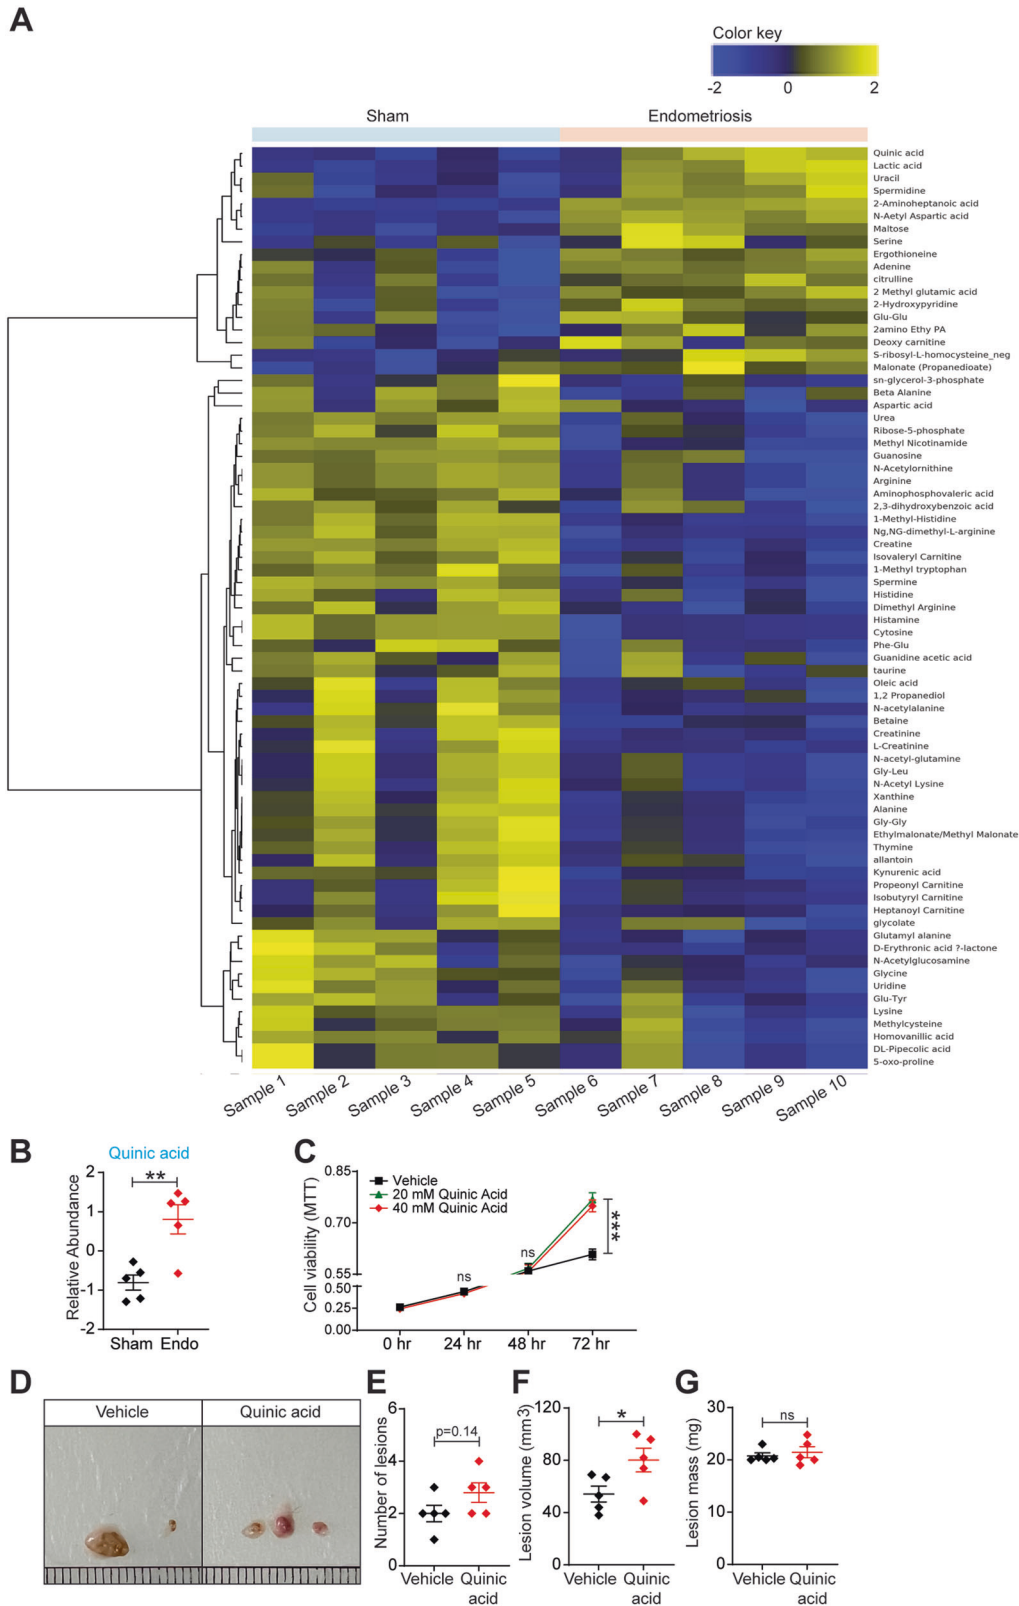 A
Color key
-2 0 2
Sham Endometriosis
Quinic acid
Lactic acid
Uracil
Spermidine
2-Aminoheptanoic acid
N-Aetyl Aspartic acid
Maltose
Serine
Ergothioneine
Adenine
citrulline
2 Methyl glutamic acid
2-Hydroxypyridine
Glu-Glu
2amino Ethy PA
Deoxy carnitine
S-ribosyl-L-homocysteine_neg
Malonate (Propanedioate)
sn-glycerol-3-phosphate
Beta Alanine
Aspartic acid
Urea
Ribose-5-phosphate
Methyl Nicotinamide
Guanosine
N-Acetylornithine
Arginine
Aminophosphovaleric acid
2,3-dihydroxybenzoic acid
1-Methyl-Histidine
Ng,NG-dimethyl-L-arginine
Creatine
Isovaleryl Carnitine
1-Methyl tryptophan
Spermine
Histidine
Dimethyl Arginine
Histamine
Cytosine
Phe-Glu
Guanidine acetic acid
taurine
Oleic acid
1,2 Propanediol
N-acetylalanine
Betaine
Creatinine
L-Creatinine
N-acetyl-glutamine
Gly-Leu
N-Acetyl Lysine
Xanthine
Alanine
Gly-Gly
Ethylmalonate/Methyl Malonate
Thymine
allantoin
Kynurenic acid
Propeonyl Carnitine
Isobutyryl Carnitine
Heptanoyl Carnitine
glycolate
Glutamyl alanine
D-Erythronic acid ?-lactone
N-Acetylglucosamine
Glycine
Uridine
Glu-Tyr
Lysine
Methylcysteine
Homovanillic acid
DL-Pipecolic acid
5-oxo-proline
Sample 1 Sample 2 Sample 3 Sample 4 Sample 5 Sample 6 Sample 7 Sample 8 Sample 9 Sample 10
B
Quinic acid
Relative Abundance
2
1
0
-1
-2
**
Sham Endo
C
Cell viability (MTT)
0.85
0.70
0.55
0.50
0.25
0.00
Vehicle
20 mM Quinic Acid
40 mM Quinic Acid
ns
ns
***
0 hr 24 hr 48 hr 72 hr
D
Vehicle Quinic acid
E
Number of lesions
6
4
2
0
p=0.14
Vehicle Quinic
acid
F
Lesion volume (mm3)
120
80
40
0
*
Vehicle Quinic
acid
G
Lesion mass (mg)
30
20
10
0
ns
Vehicle Quinic
acid